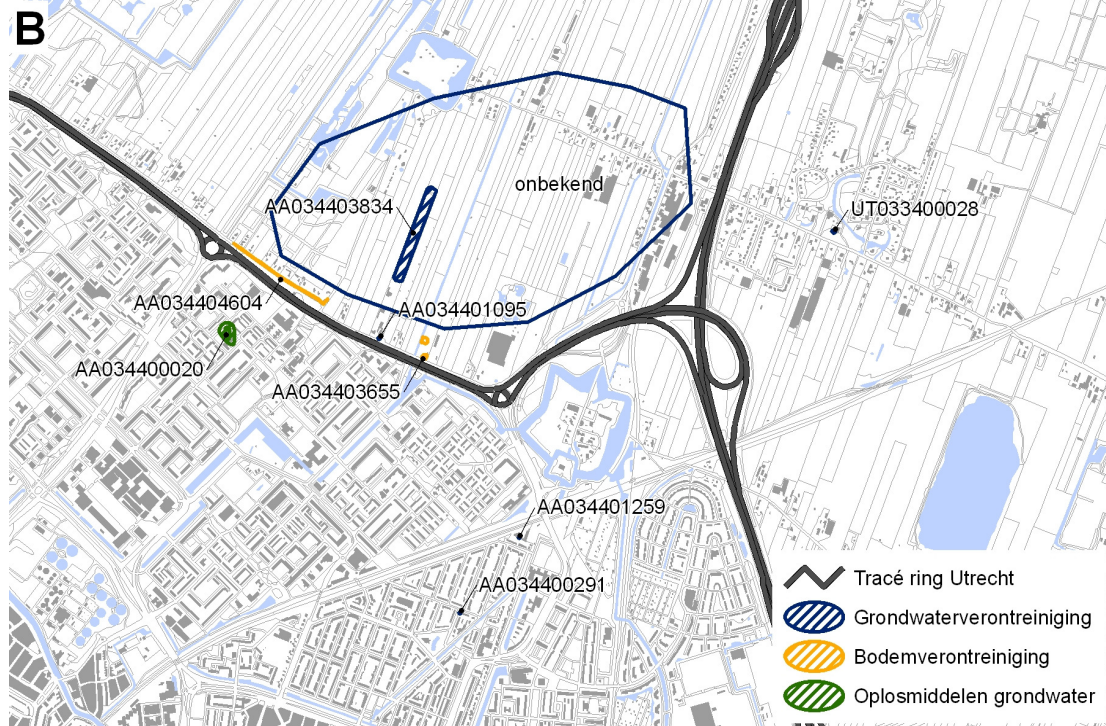 B
onbekend
AA034403834
UT033400028
AA034404604
AA034401095
AA034400020
AA034403655
AA034401259
AA034400291
Tracé ring Utrecht
Grondwaterverontreiniging
Bodemverontreiniging
Oplosmiddelen grondwater